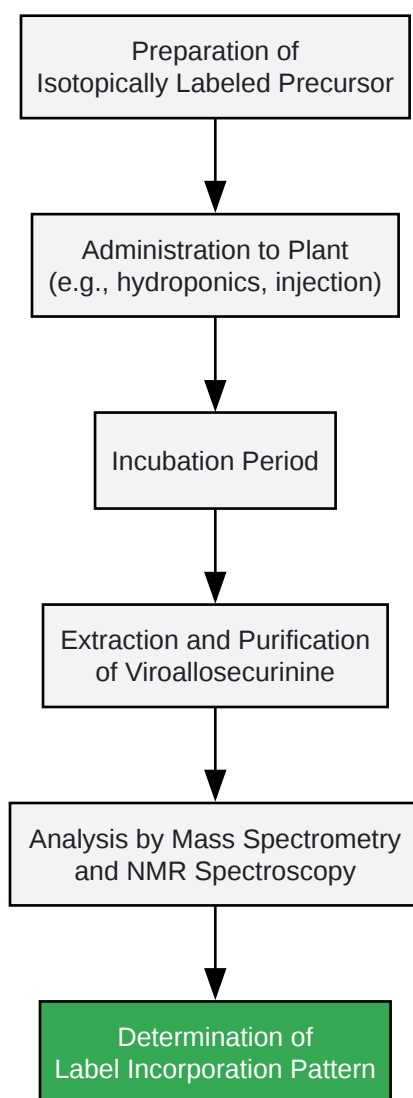 Preparation of
Isotopically Labeled Precursor
Administration to Plant
(e.g., hydroponics, injection)
Incubation Period
Extraction and Purification
of Viroallosecurinine
Analysis by Mass Spectrometry
and NMR Spectroscopy
Determination of
Label Incorporation Pattern